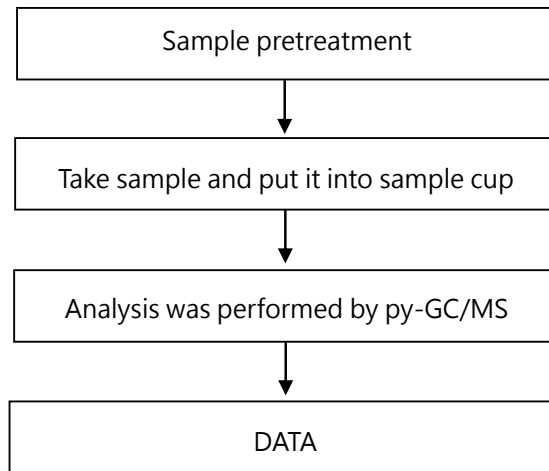 Sample pretreatment
Take sample and put it into sample cup
Analysis was performed by py-GC/MS
DATA